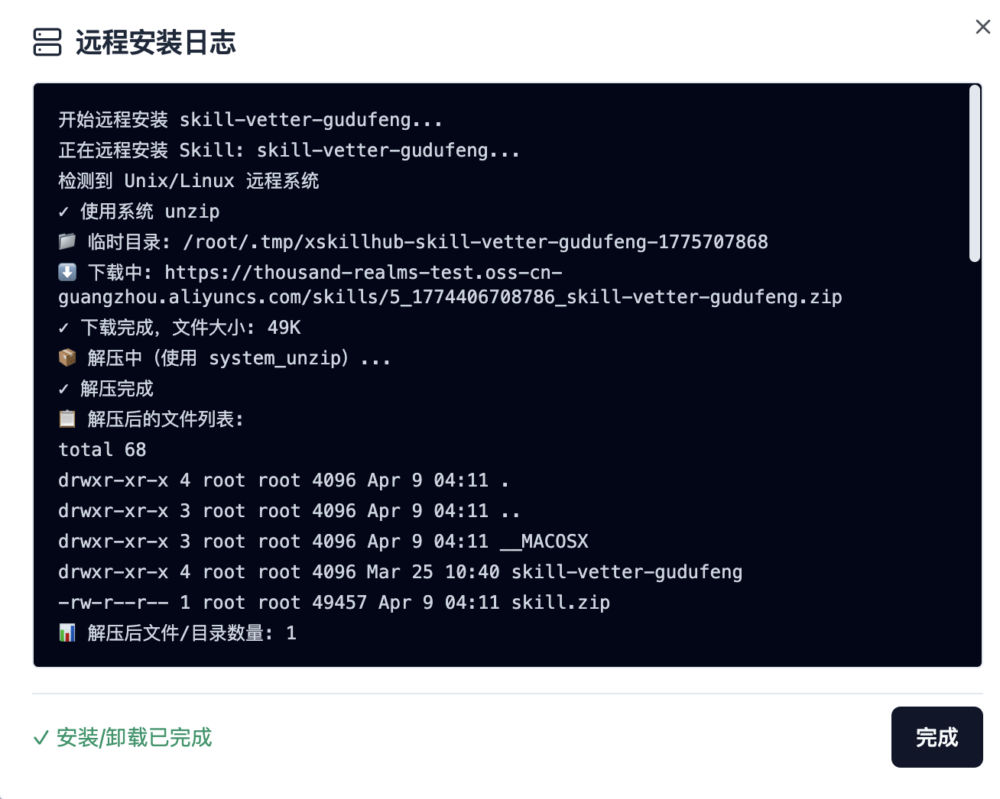 远程安装日志
开始远程安装 skill-vetter-gudufeng...
正在远程安装 Skill: skill-vetter-gudufeng...
检测到 Unix/Linux 远程系统
✓ 使用系统 unzip
📁 临时目录: /root/.tmp/xskillhub-skill-vetter-gudufeng-1775707868
⬇️ 下载中: https://thousand-realms-test.oss-cn-
guangzhou.aliyuncs.com/skills/5_1774406708786_skill-vetter-gudufeng.zip
✓ 下载完成, 文件大小: 49K
📦 解压中 (使用 system_unzip) ...
✓ 解压完成
📋 解压后的文件列表:
total 68
drwxr-xr-x 4 root root 4096 Apr 9 04:11 .
drwxr-xr-x 3 root root 4096 Apr 9 04:11 ..
drwxr-xr-x 3 root root 4096 Apr 9 04:11 __MACOSX
drwxr-xr-x 4 root root 4096 Mar 25 10:40 skill-vetter-gudufeng
-rw-r--r-- 1 root root 49457 Apr 9 04:11 skill.zip
📊 解压后文件/目录数量: 1
✓ 安装/卸载已完成
完成